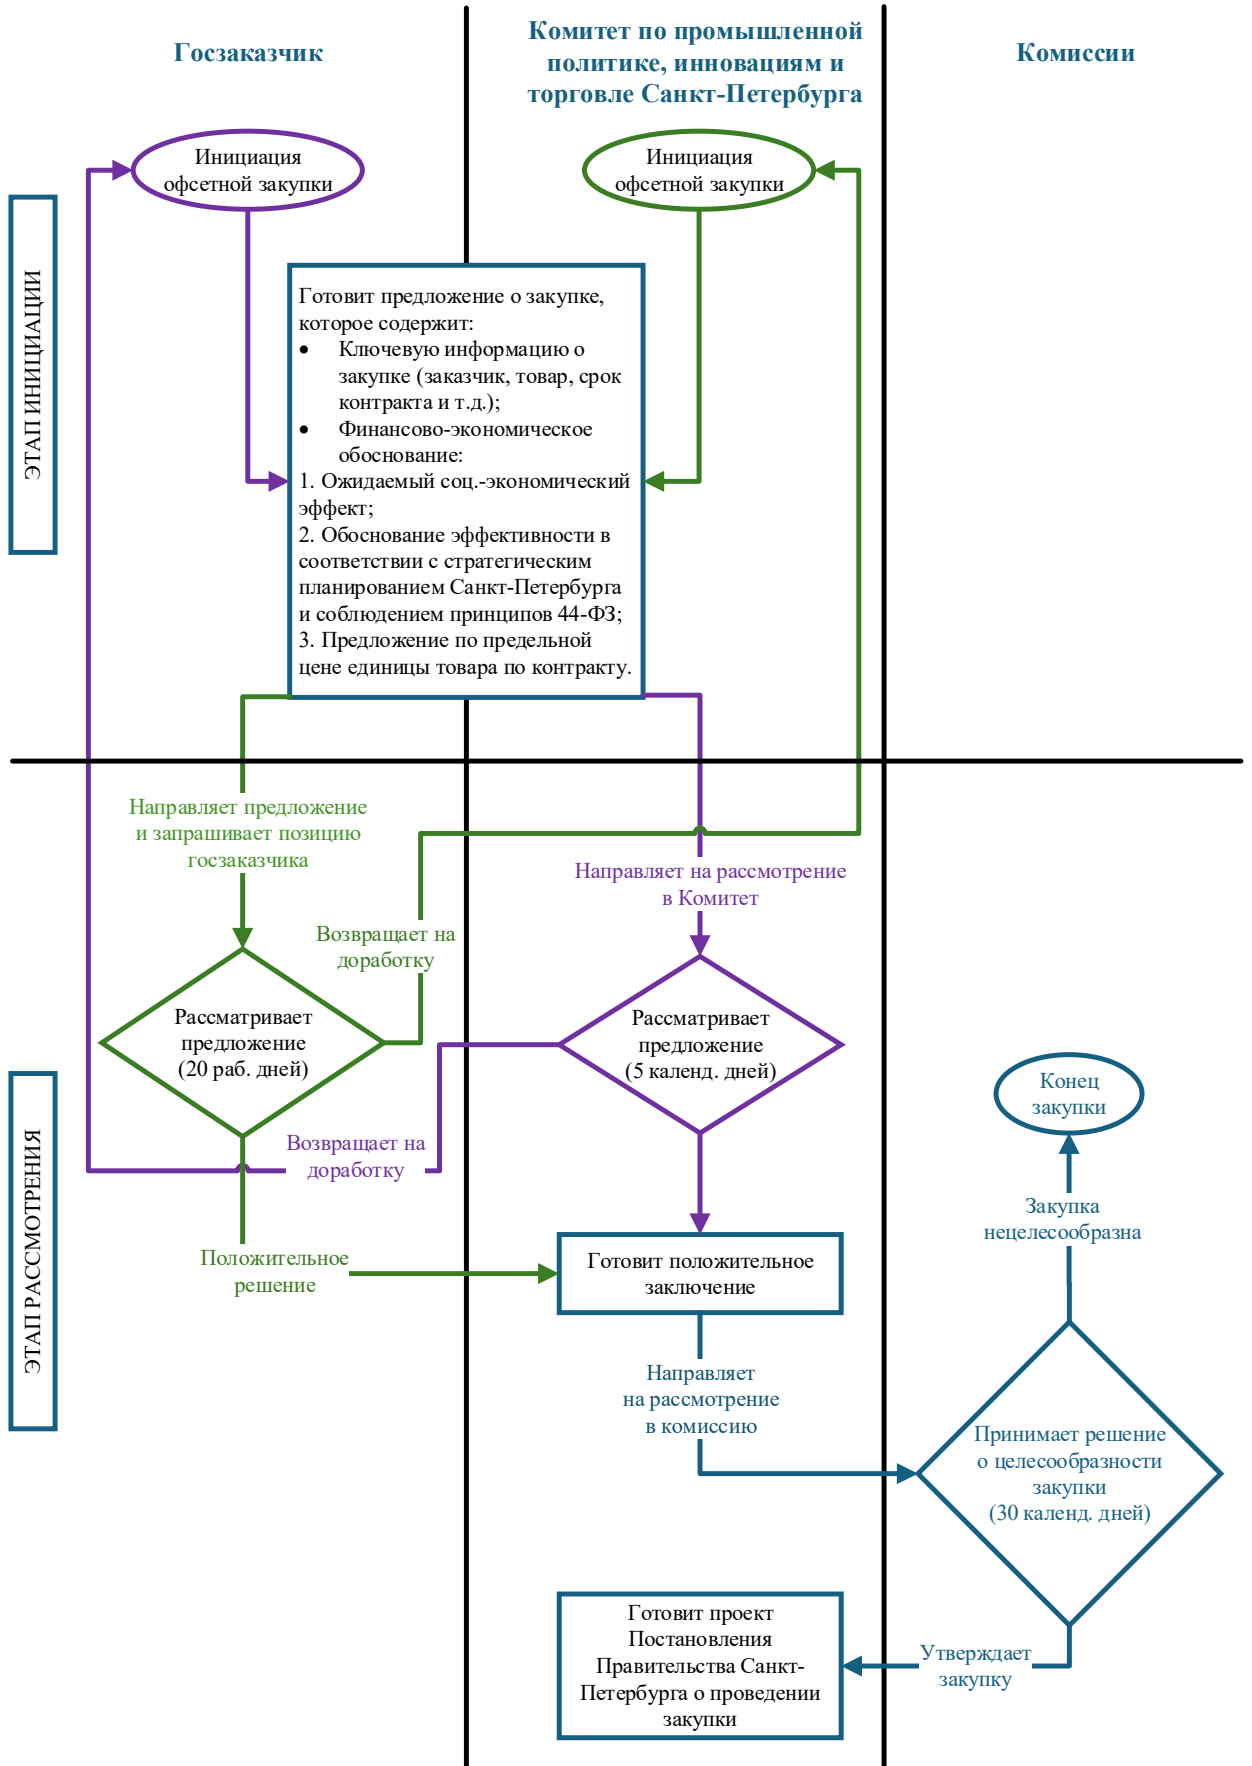 Госзаказчик
Комитет по промышленной
политике, инновациям и
торговле Санкт-Петербурга
Комиссии
ЭТАП ИНИЦИАЦИИ
Инициация
офсетной закупки
Инициация
офсетной закупки
Готовит предложение о закупке,
которое содержит:
• Ключевую информацию о
закупке (заказчик, товар, срок
контракта и т.д.);
• Финансово-экономическое
обоснование:
1. Ожидаемый соц.-экономический
эффект;
2. Обоснование эффективности в
соответствии с стратегическим
планированием Санкт-Петербурга
и соблюдением принципов 44-ФЗ;
3. Предложение по предельной
цене единицы товара по контракту.
ЭТАП РАССМОТРЕНИЯ
Направляет предложение
и запрашивает позицию
госзаказчика
Направляет на рассмотрение
в Комитет
Возвращает на
доработку
Рассматривает
предложение
(20 раб. дней)
Рассматривает
предложение
(5 календ. дней)
Конец
закупки
Возвращает на
доработку
Закупка
нецелесообразна
Положительное
решение
Готовит положительное
заключение
Направляет
на рассмотрение
в комиссию
Принимает решение
о целесообразности
закупки
(30 календ. дней)
Готовит проект
Постановления
Правительства Санкт-
Петербурга о проведении
закупки
Утверждает
закупку